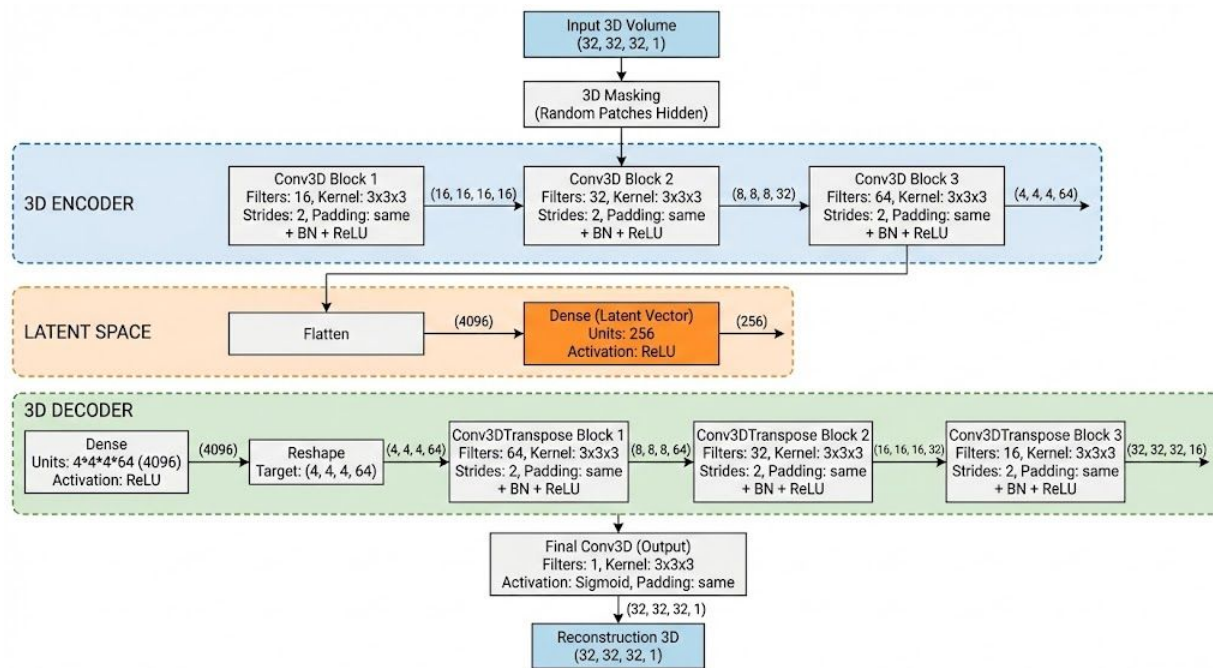 Input 3D Volume
(32, 32, 32, 1)
3D Masking
(Random Patches Hidden)
3D ENCODER
Conv3D Block 1
Filters: 16, Kernel: 3x3x3
Strides: 2, Padding: same
+ BN + ReLU
(16, 16, 16, 16)
Conv3D Block 2
Filters: 32, Kernel: 3x3x3
Strides: 2, Padding: same
+ BN + ReLU
(8, 8, 8, 32)
Conv3D Block 3
Filters: 64, Kernel: 3x3x3
Strides: 2, Padding: same
+ BN + ReLU
(4, 4, 4, 64)
LATENT SPACE
Flatten
(4096)
Dense (Latent Vector)
Units: 256
Activation: ReLU
(256)
3D DECODER
Dense
Units: 4*4*4*64 (4096)
Activation: ReLU
(4096)
Reshape
Target: (4, 4, 4, 64)
(4, 4, 4, 64)
Conv3DTranspose Block 1
Filters: 64, Kernel: 3x3x3
Strides: 2, Padding: same
+ BN + ReLU
(8, 8, 8, 64)
Conv3DTranspose Block 2
Filters: 32, Kernel: 3x3x3
Strides: 2, Padding: same
+ BN + ReLU
(16, 16, 16, 32)
Conv3DTranspose Block 3
Filters: 16, Kernel: 3x3x3
Strides: 2, Padding: same
+ BN + ReLU
(32, 32, 32, 16)
Final Conv3D (Output)
Filters: 1, Kernel: 3x3x3
Activation: Sigmoid, Padding: same
(32, 32, 32, 1)
Reconstruction 3D
(32, 32, 32, 1)